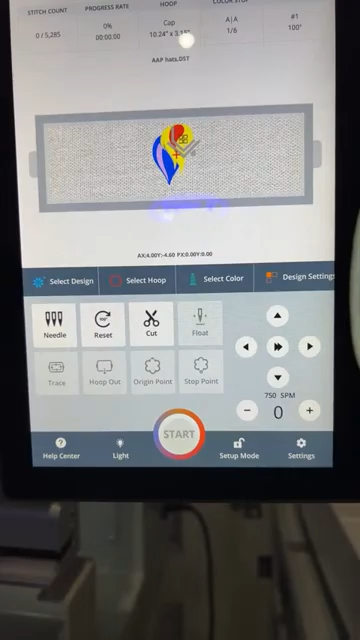 STITCH COUNT PROGRESS RATE HOOP COLOR STOP
0 / 5,285 0% Cap A|A #1
00:00.00 10.24" x 3.15" 1/6 100°
AAP hats.DST
AX:4.00Y:-4.60 PX:0.00Y:0.00
Select Design Select Hoop Select Color Design Settings
Needle Reset Cut Float
100°
Trace Hoop Out Origin Point Stop Point
750 SPM
− 0 +
START
Help Center Light Setup Mode Settings